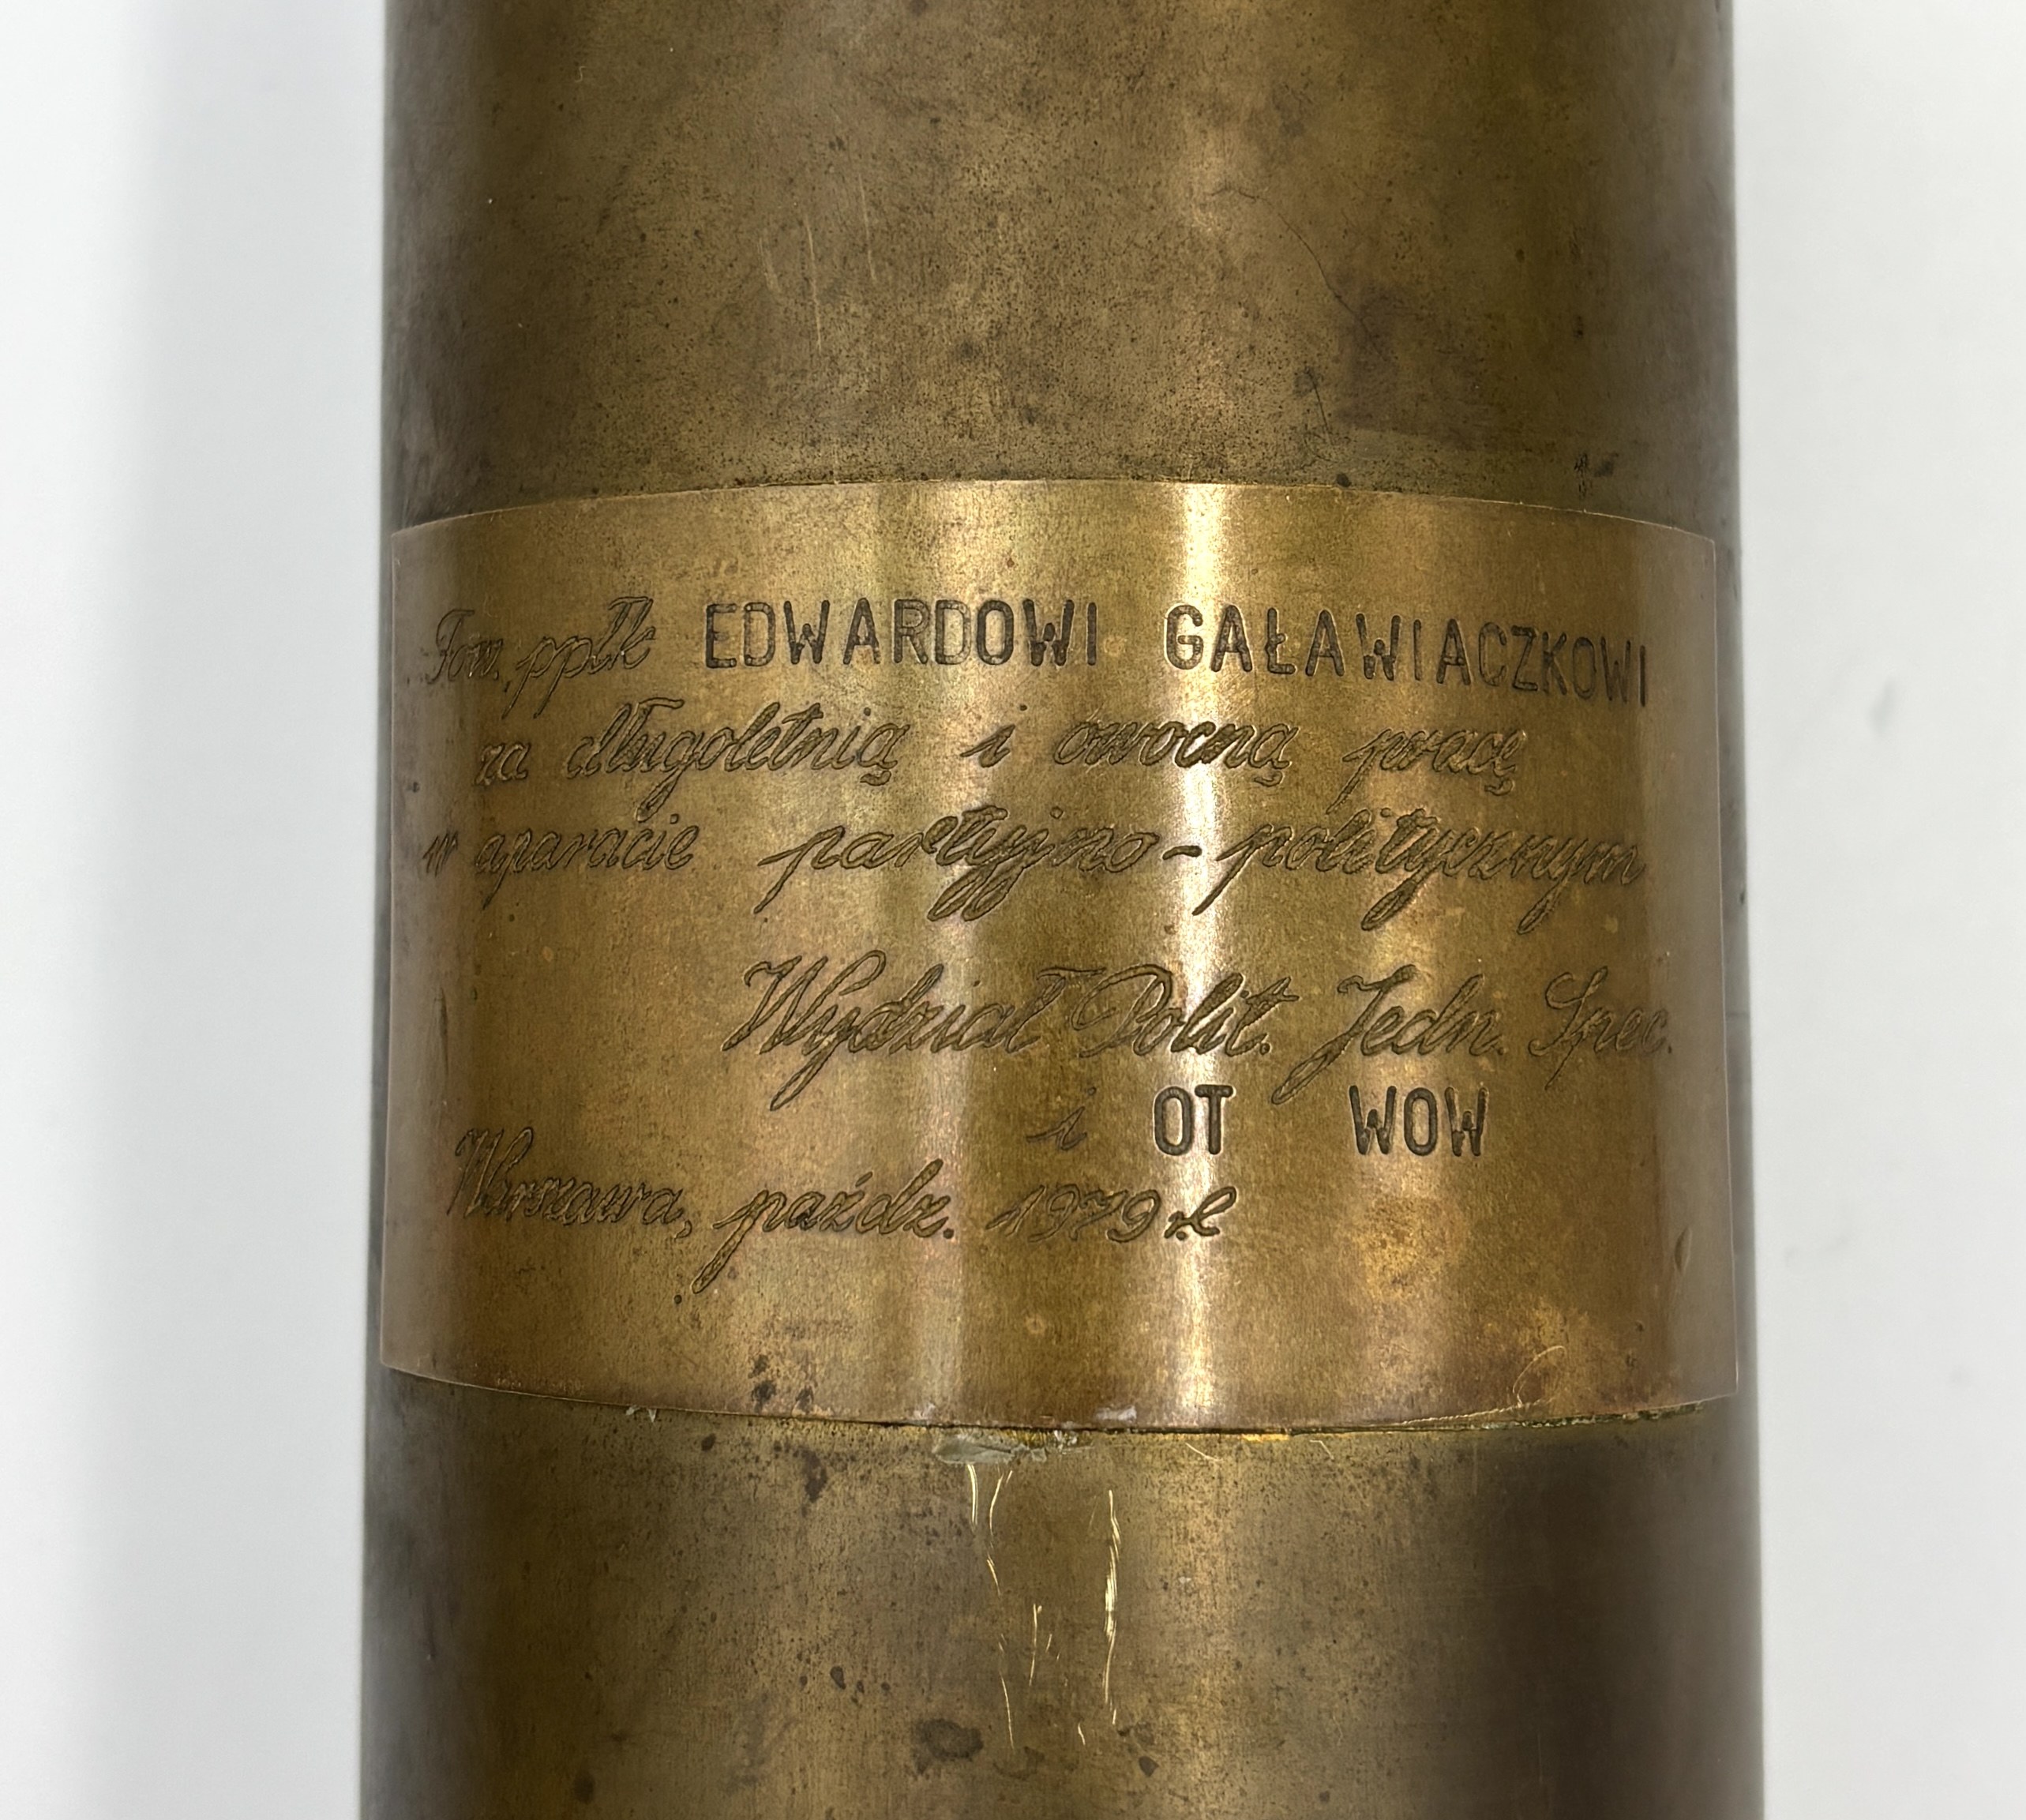 Tow. ppłk EDWARDOWI GAŁAWIACZKOWI
za długoletnią i owocną pracę
w aparacie partyjno-politycznym
Wydział Polit. Jedn. Spec.
i OT WOW
Warszawa, paźdz. 1979 r.